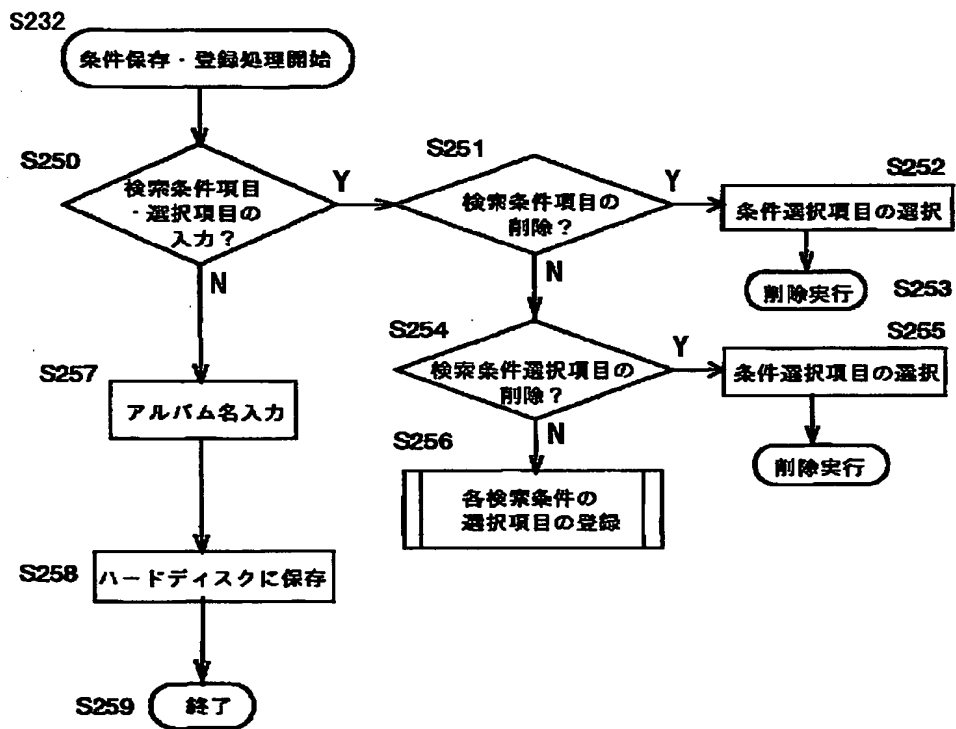 S232
条件保存・登録処理開始
S250
検索条件項目
・選択項目の
入力？
Y
N
S251
検索条件項目の
削除？
Y
N
S252
条件選択項目の選択
削除実行
S253
S254
検索条件選択項目の
削除？
Y
N
S255
条件選択項目の選択
削除実行
S256
各検索条件の
選択項目の登録
S257
アルバム名入力
S258
ハードディスクに保存
S259
終了